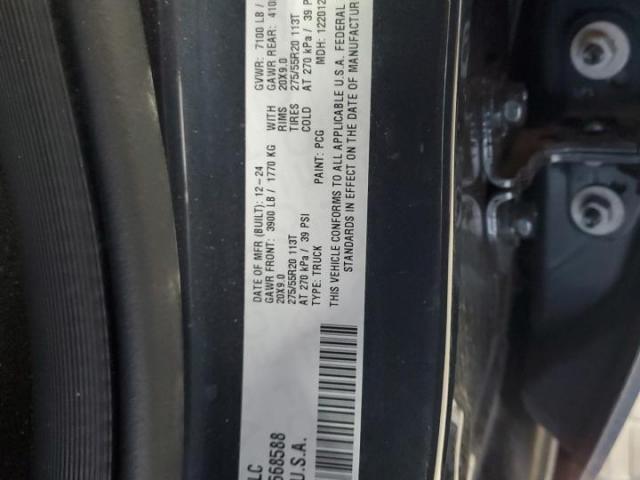 LC
568588
U.S.A.
DATE OF MFR (BUILT): 12-24 GVWR: 7100 LB /
GAWR FRONT: 3900 LB / 1770 KG WITH GAWR REAR:
20X9.0 RIMS 20X9.0
275/55R20 113T TIRES 275/55R20 113T
AT 270 kPa / 39 PSI COLD AT 270 kPa / 39
TYPE: TRUCK PAINT: PCG MDH:
THIS VEHICLE CONFORMS TO ALL APPLICABLE U.S.A. FEDERAL
STANDARDS IN EFFECT ON THE DATE OF MANUFACTUR